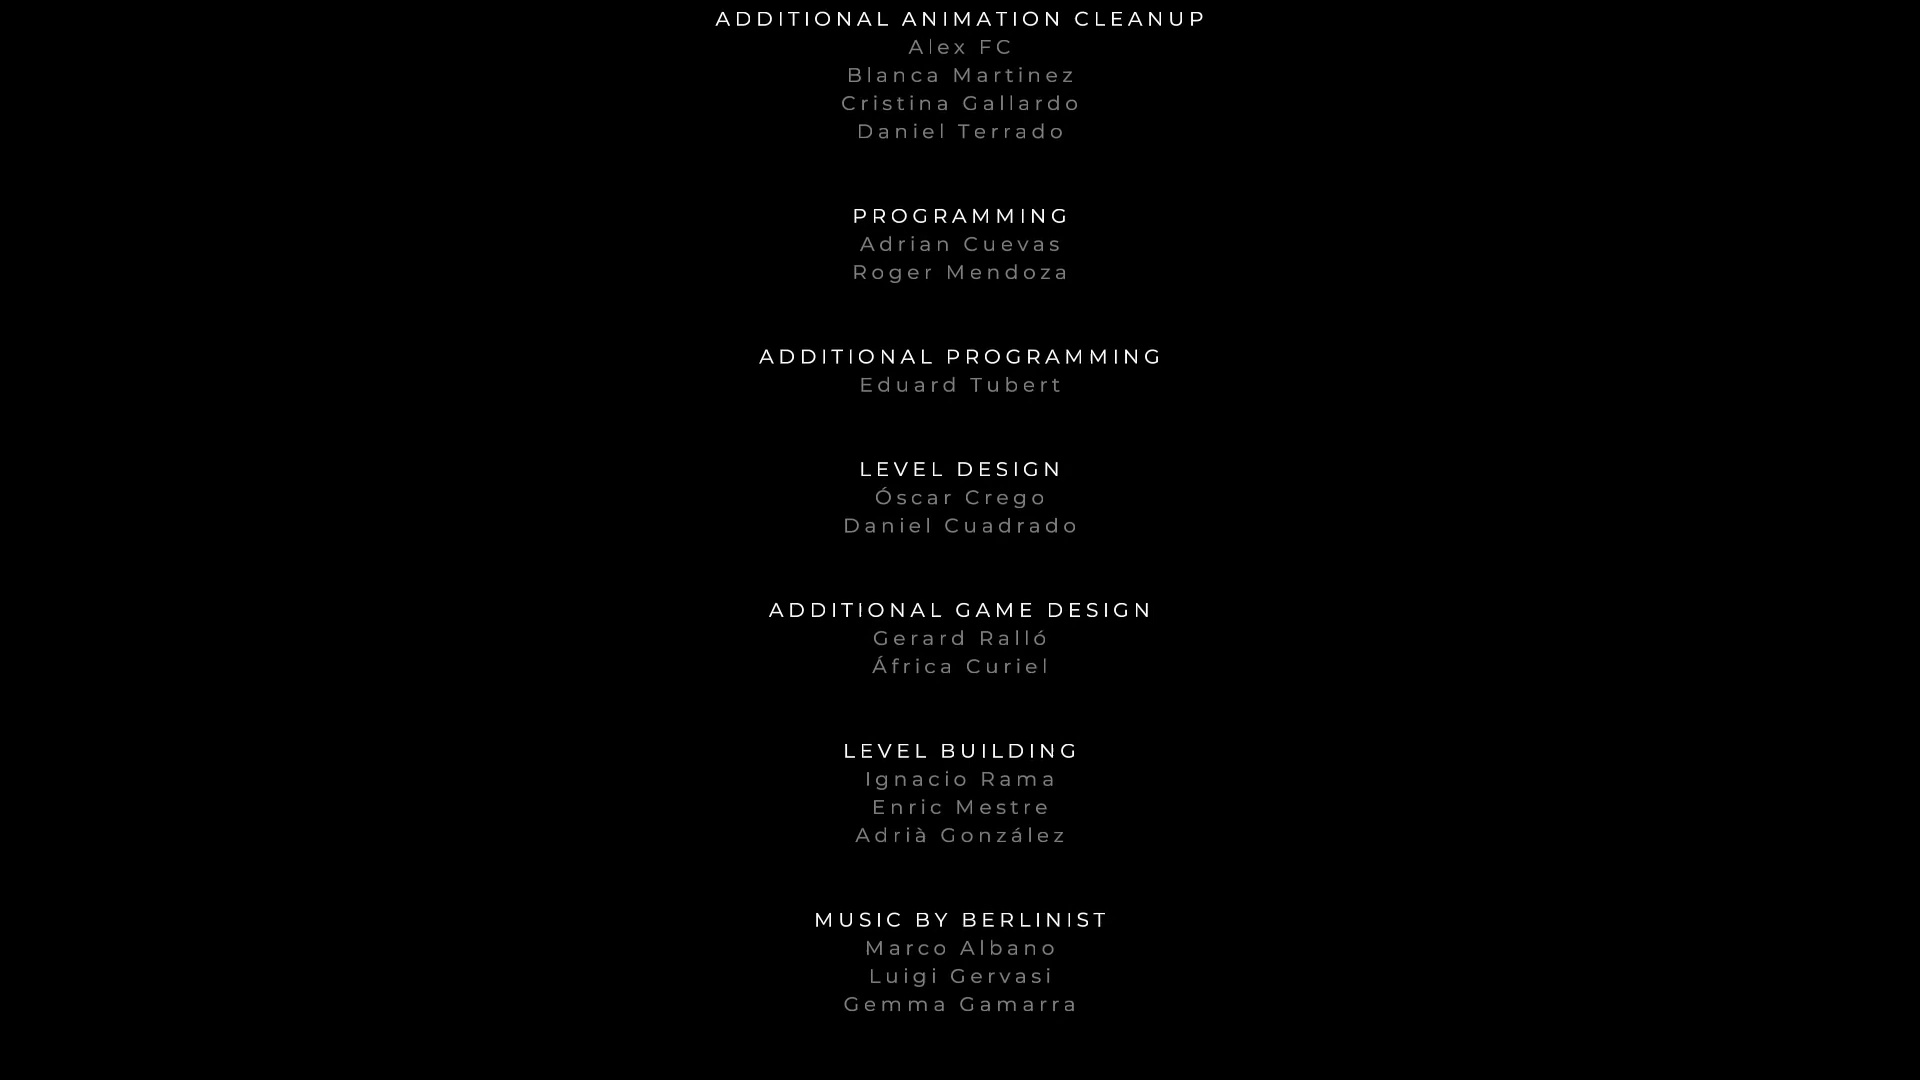 ADDITIONAL ANIMATION CLEANUP
Alex FC
Blanca Martinez
Cristina Gallardo
Daniel Terrado
PROGRAMMING
Adrian Cuevas
Roger Mendoza
ADDITIONAL PROGRAMMING
Eduard Tubert
LEVEL DESIGN
Óscar Crego
Daniel Cuadrado
ADDITIONAL GAME DESIGN
Gerard Ralló
África Curiel
LEVEL BUILDING
Ignacio Rama
Enric Mestre
Adrià González
MUSIC BY BERLINIST
Marco Albano
Luigi Gervasi
Gemma Gamarra